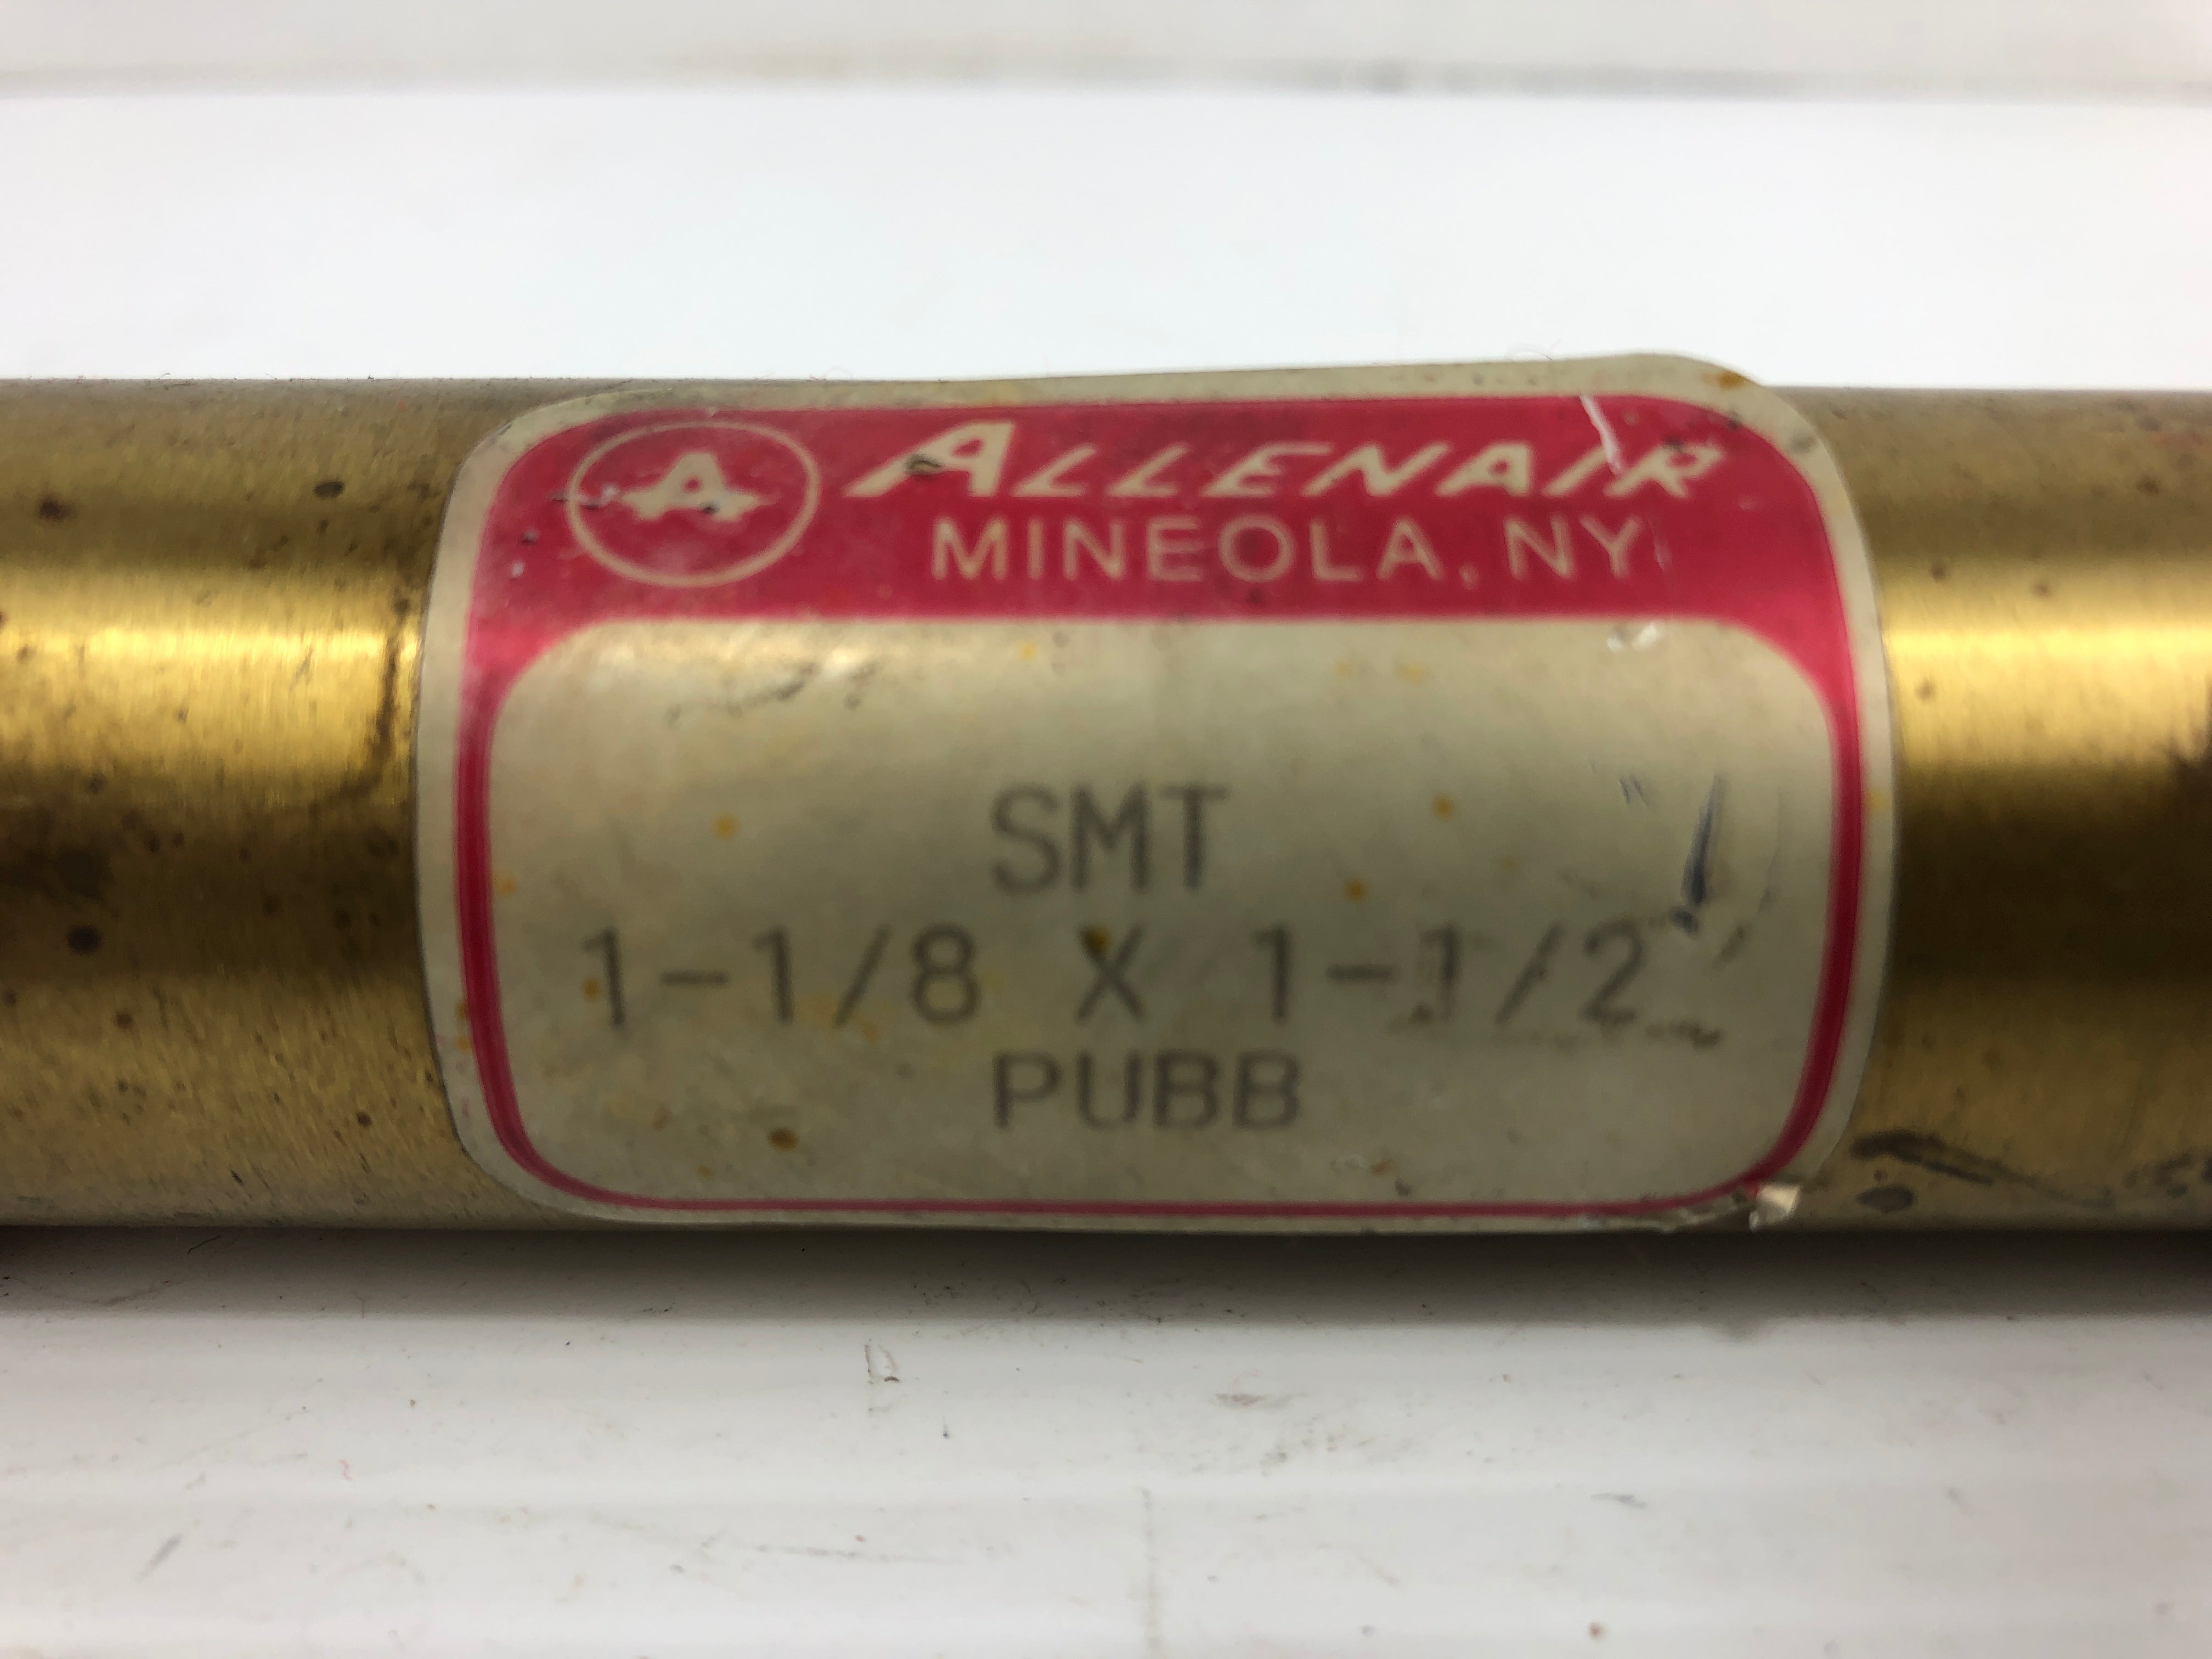 A ALLENAIR
MINEOLA, NY
SMT
1-1/8 X 1-1/2
PUBB